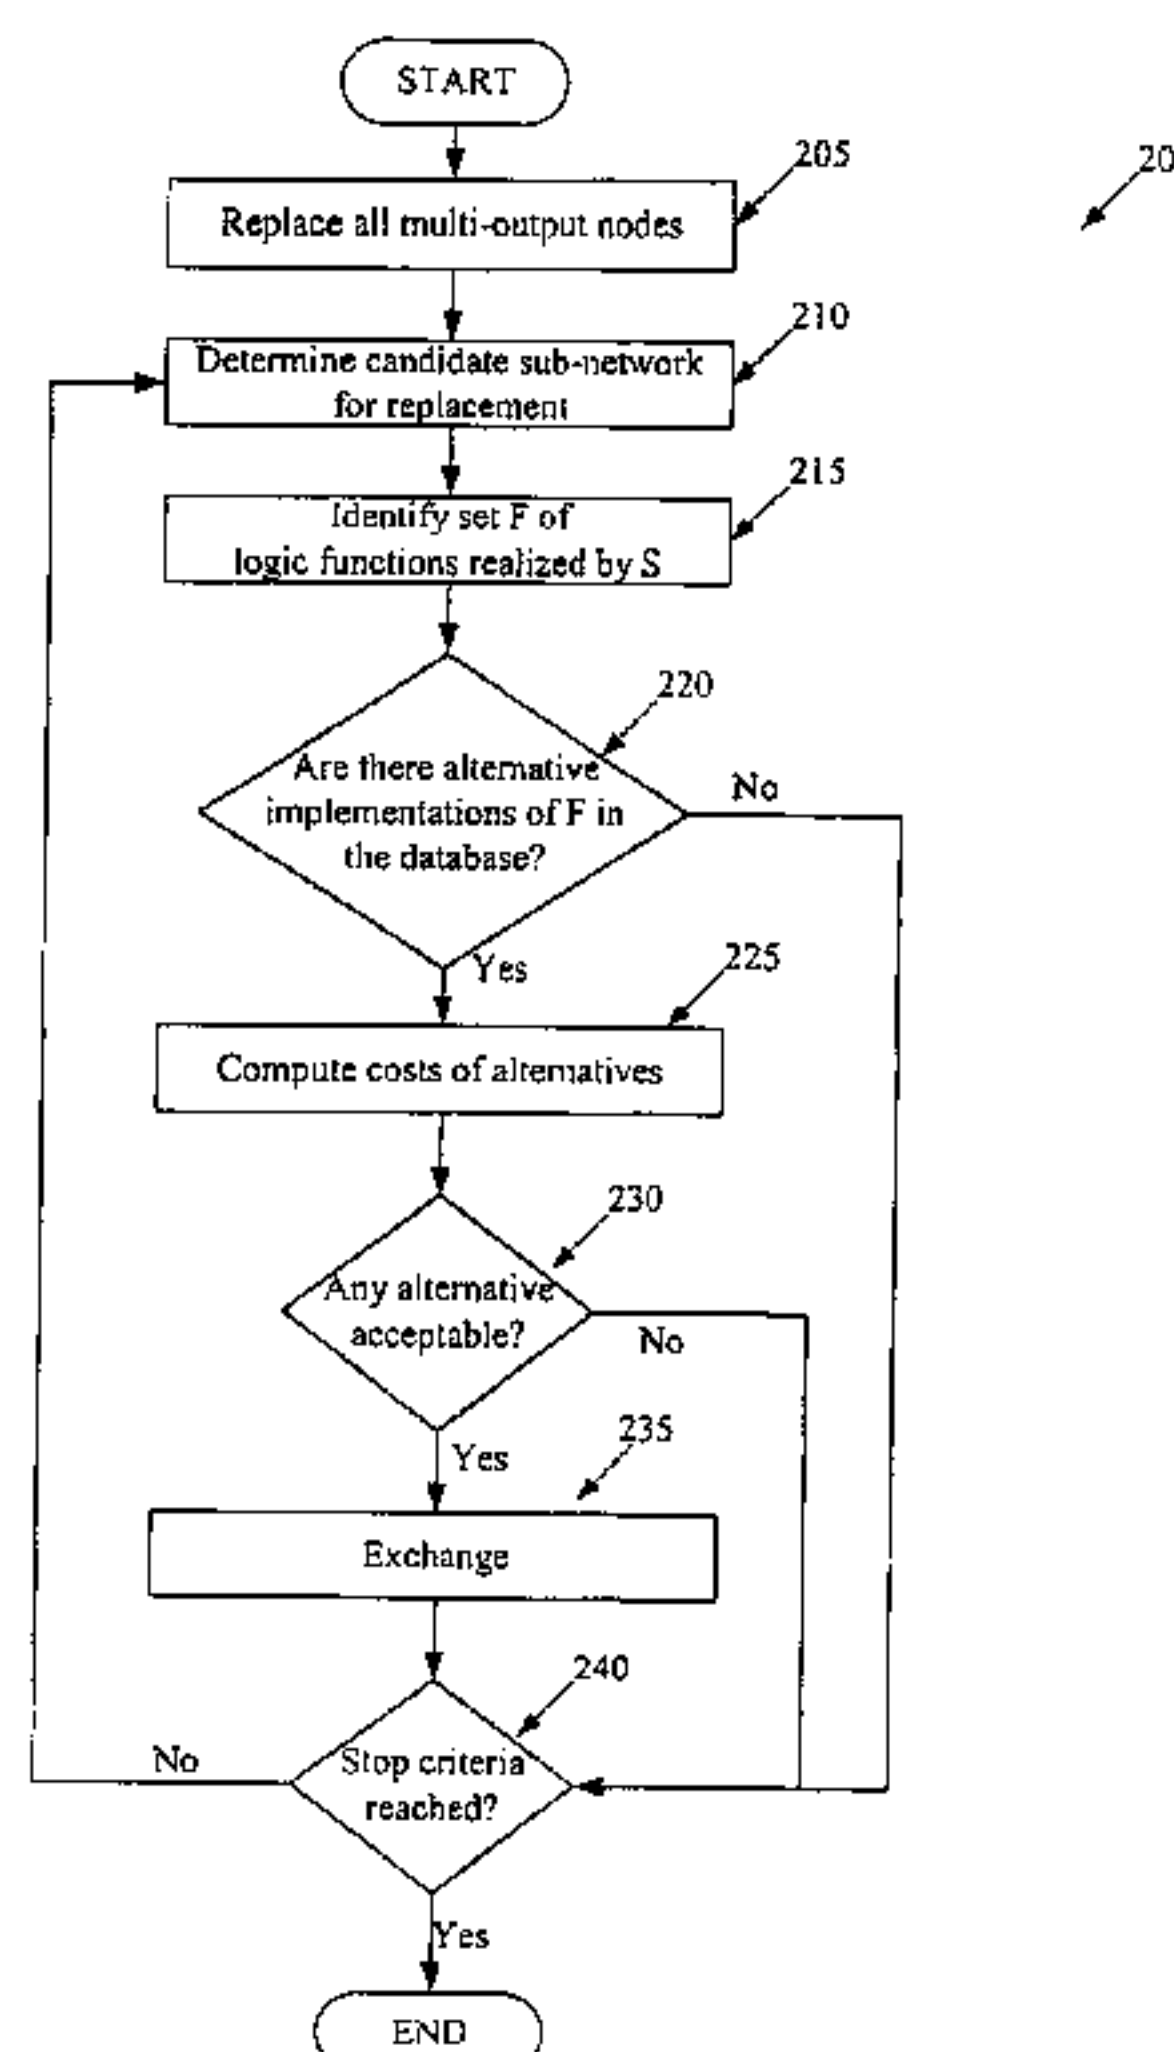 START
205
20
Replace all multi-output nodes
210
Determine candidate sub-network
for replacement
215
Identify set F of
logic functions realized by S
220
Are there alternative
implementations of F in
the database?
No
Yes
225
Compute costs of alternatives
230
Any alternative
acceptable?
No
235
Yes
Exchange
240
No
Stop criteria
reached?
Yes
END